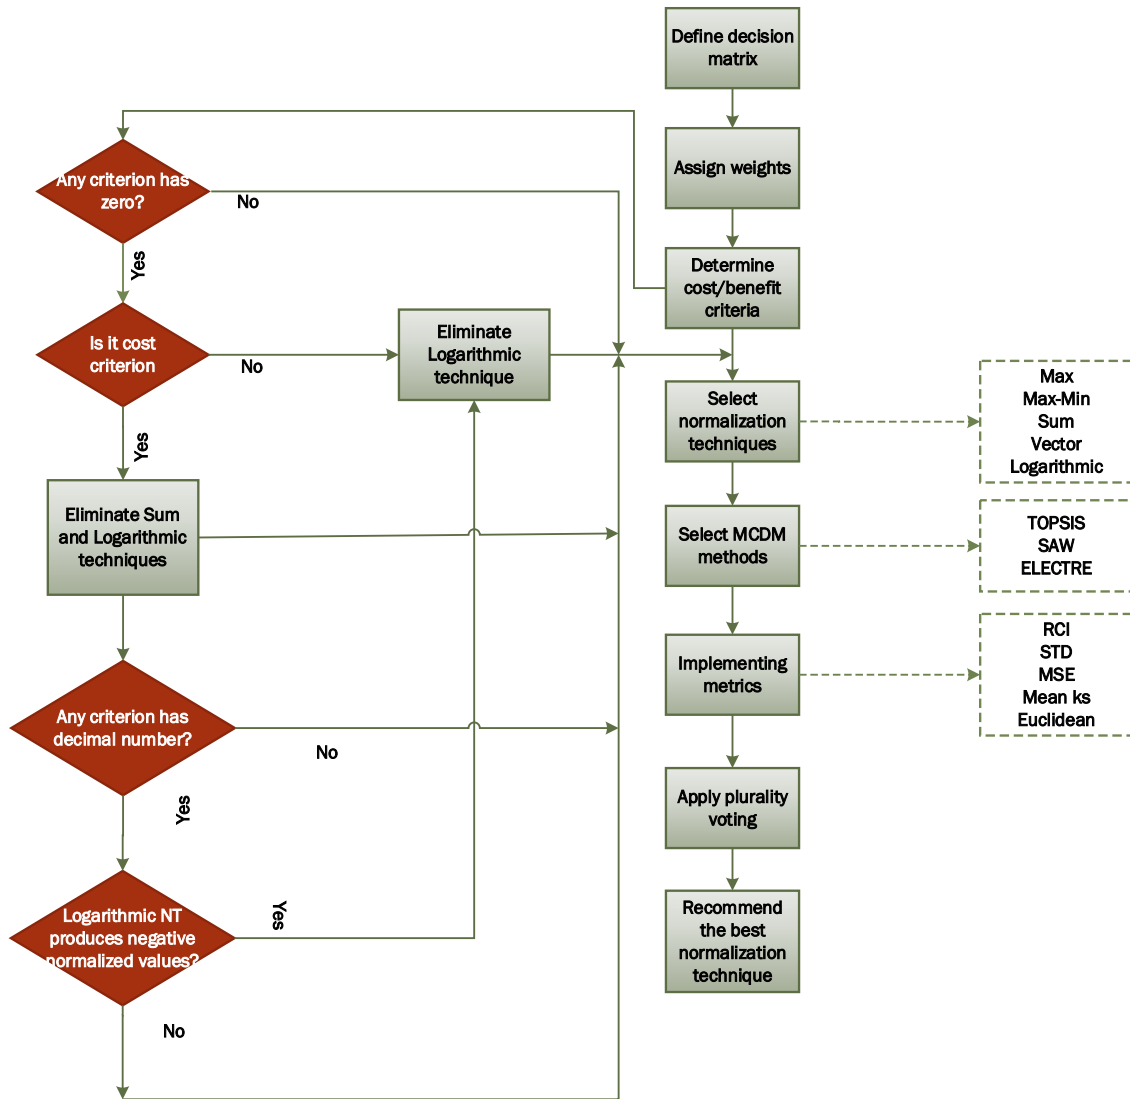 Define decision
matrix
Assign weights
Determine
cost/benefit
criteria
Any criterion has
zero?
No
Yes
Is it cost
criterion
No
Eliminate
Logarithmic
technique
Yes
Eliminate Sum
and Logarithmic
techniques
Any criterion has
decimal number?
No
Yes
Logarithmic NT
produces negative
normalized values?
Yes
No
Select
normalization
techniques
Max
Max-Min
Sum
Vector
Logarithmic
Select MCDM
methods
TOPSIS
SAW
ELECTRE
Implementing
metrics
RCI
STD
MSE
Mean ks
Euclidean
Apply plurality
voting
Recommend
the best
normalization
technique